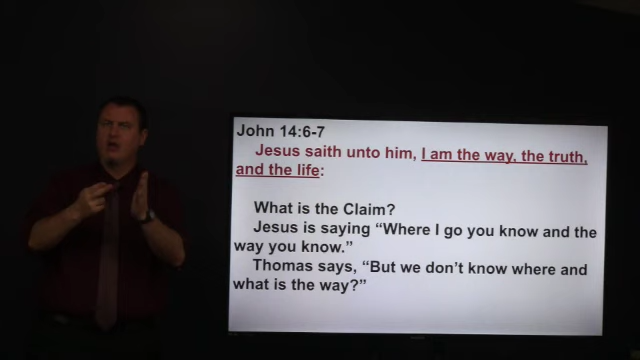 John 14:6-7
Jesus saith unto him, I am the way, the truth,
and the life:
What is the Claim?
Jesus is saying “Where I go you know and the
way you know.”
Thomas says, “But we don’t know where and
what is the way?”